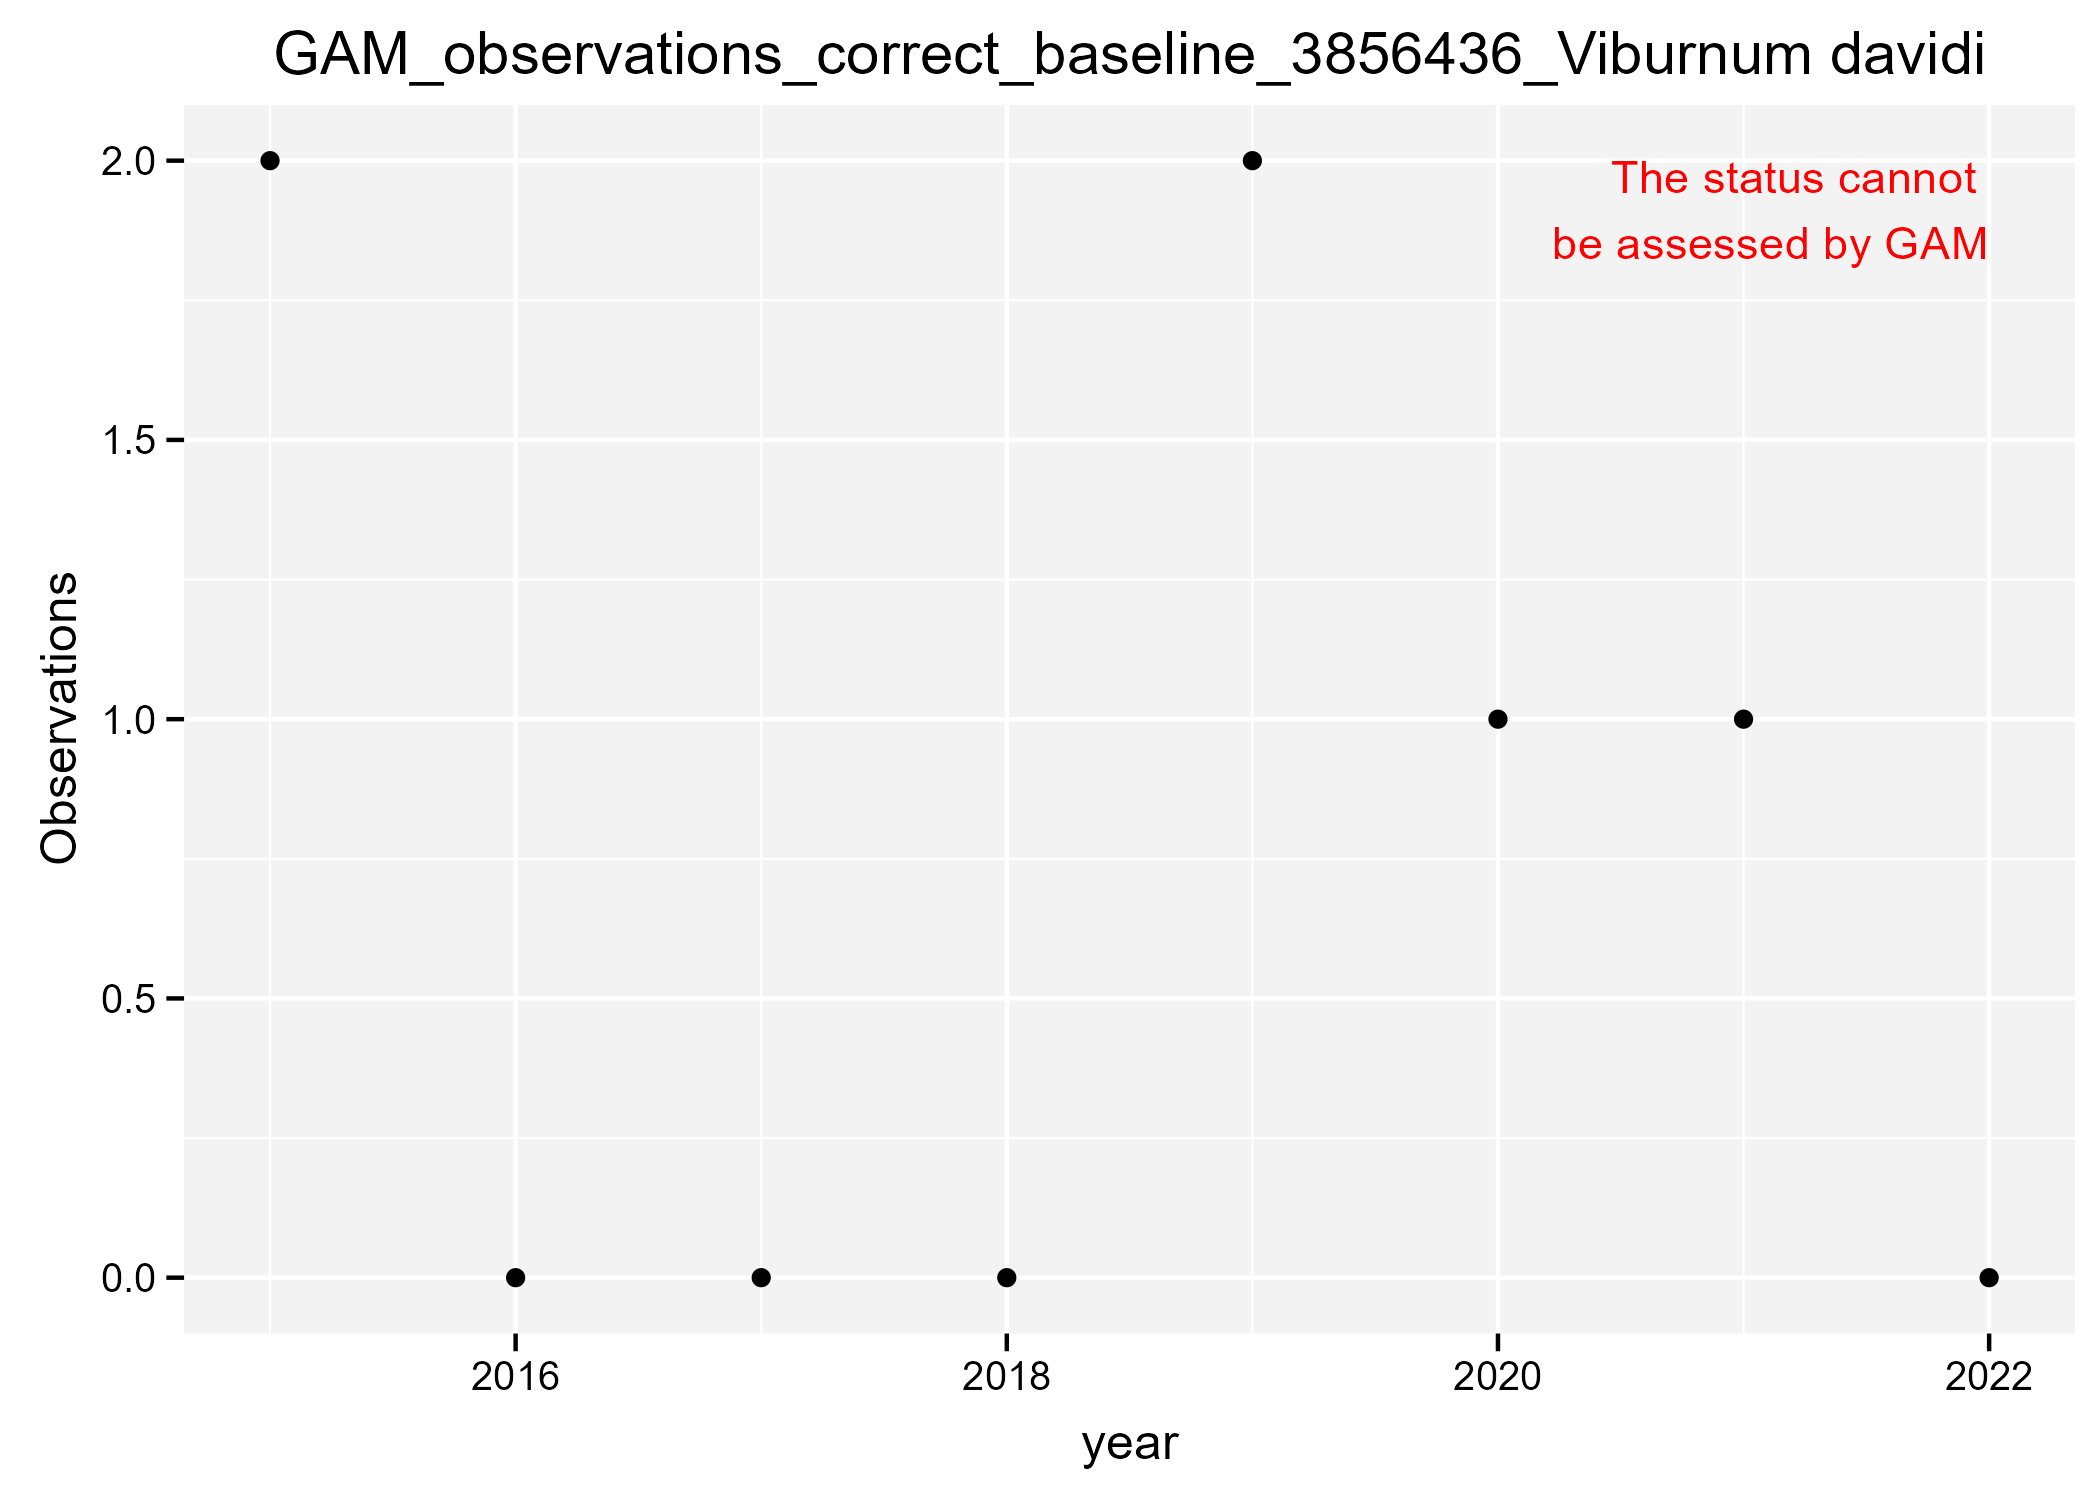 GAM_observations_correct_baseline_3856436_Viburnum davidi
The status cannot
be assessed by GAM
Observations
2.0
1.5
1.0
0.5
0.0
2016 2018 2020 2022
year